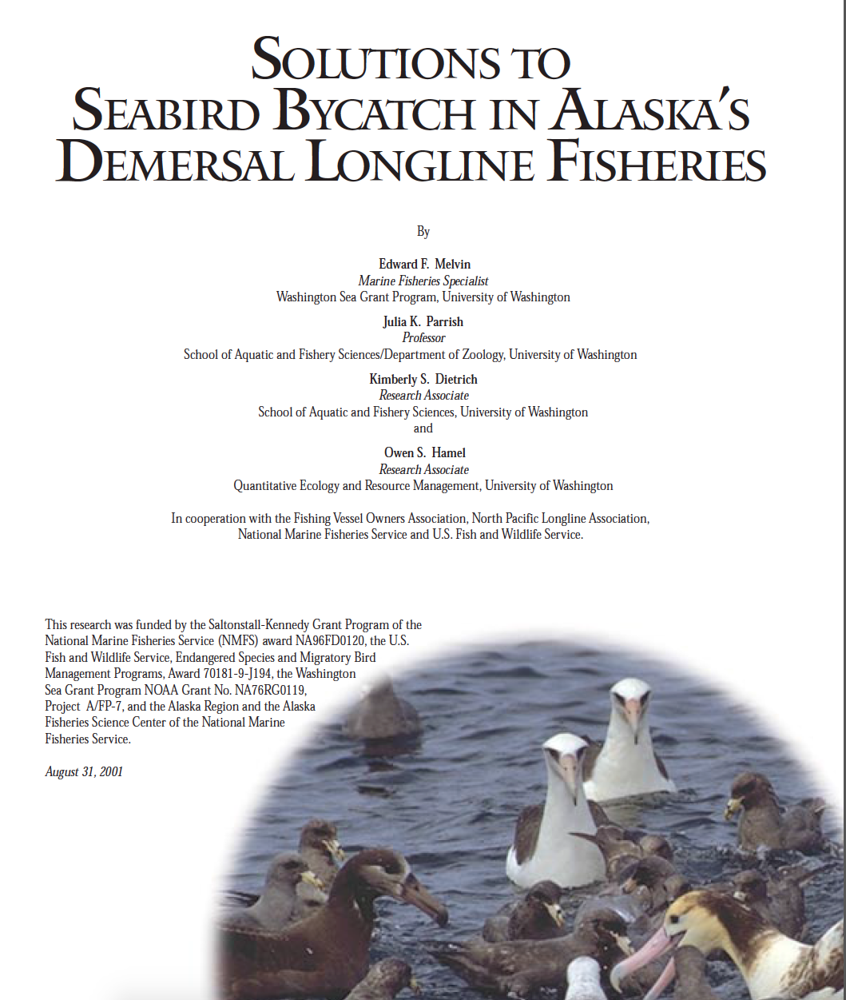 Solutions to
Seabird Bycatch in Alaska's
Demersal Longline Fisheries
By
Edward F. Melvin
Marine Fisheries Specialist
Washington Sea Grant Program, University of Washington
Julia K. Parrish
Professor
School of Aquatic and Fishery Sciences/Department of Zoology, University of Washington
Kimberly S. Dietrich
Research Associate
School of Aquatic and Fishery Sciences, University of Washington
and
Owen S. Hamel
Research Associate
Quantitative Ecology and Resource Management, University of Washington
In cooperation with the Fishing Vessel Owners Association, North Pacific Longline Association,
National Marine Fisheries Service and U.S. Fish and Wildlife Service.
This research was funded by the Saltonstall-Kennedy Grant Program of the
National Marine Fisheries Service (NMFS) award NA96FD0120, the U.S.
Fish and Wildlife Service, Endangered Species and Migratory Bird
Management Programs, Award 70181-9-J194, the Washington
Sea Grant Program NOAA Grant No. NA76RG0119,
Project A/FP-7, and the Alaska Region and the Alaska
Fisheries Science Center of the National Marine
Fisheries Service.
August 31, 2001